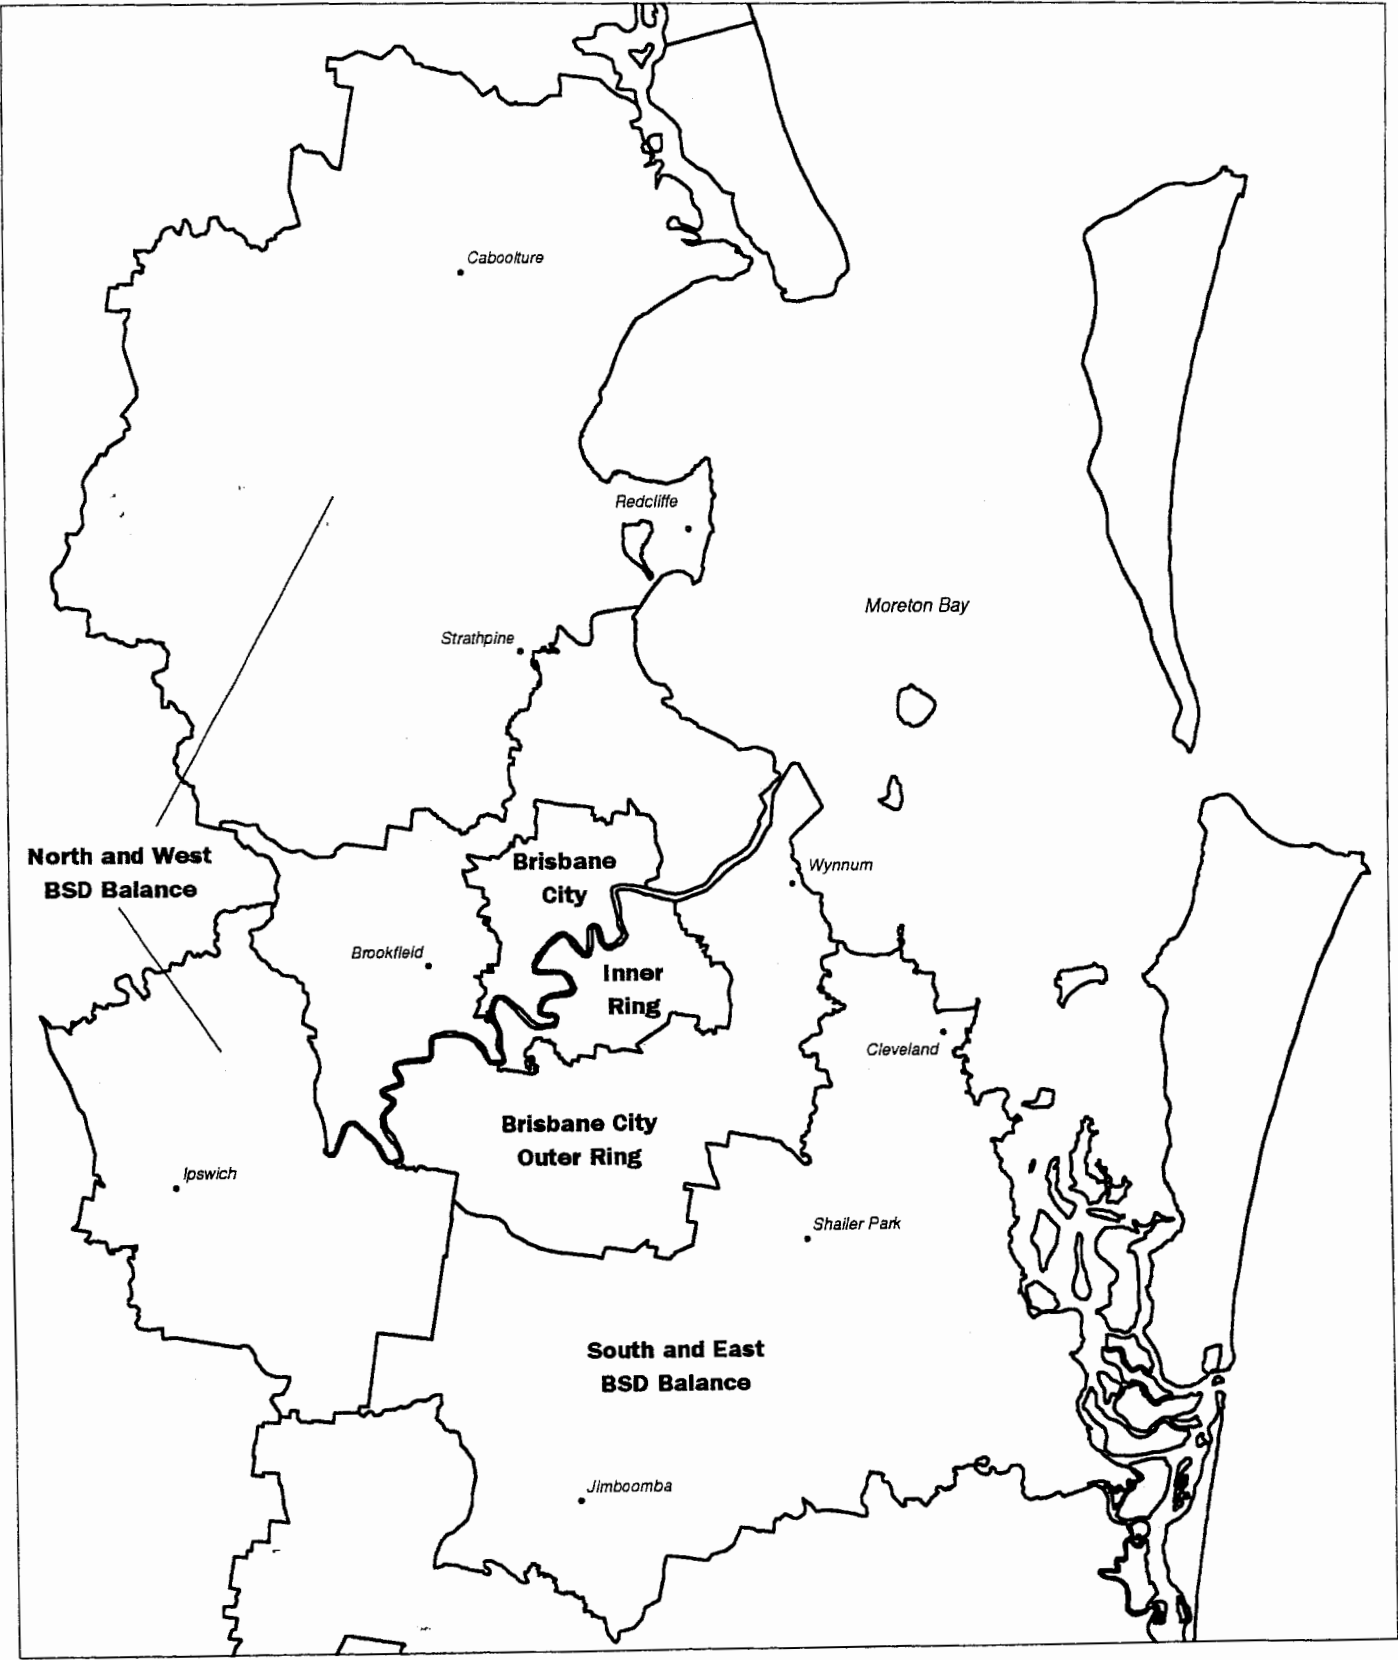 Caboolture
Redcliffe
Moreton Bay
Strathpine
North and West
BSD Balance
Brisbane
City
Wynnum
Brookfield
Inner
Ring
Cleveland
Brisbane City
Outer Ring
Ipswich
Shailer Park
South and East
BSD Balance
Jimboomba